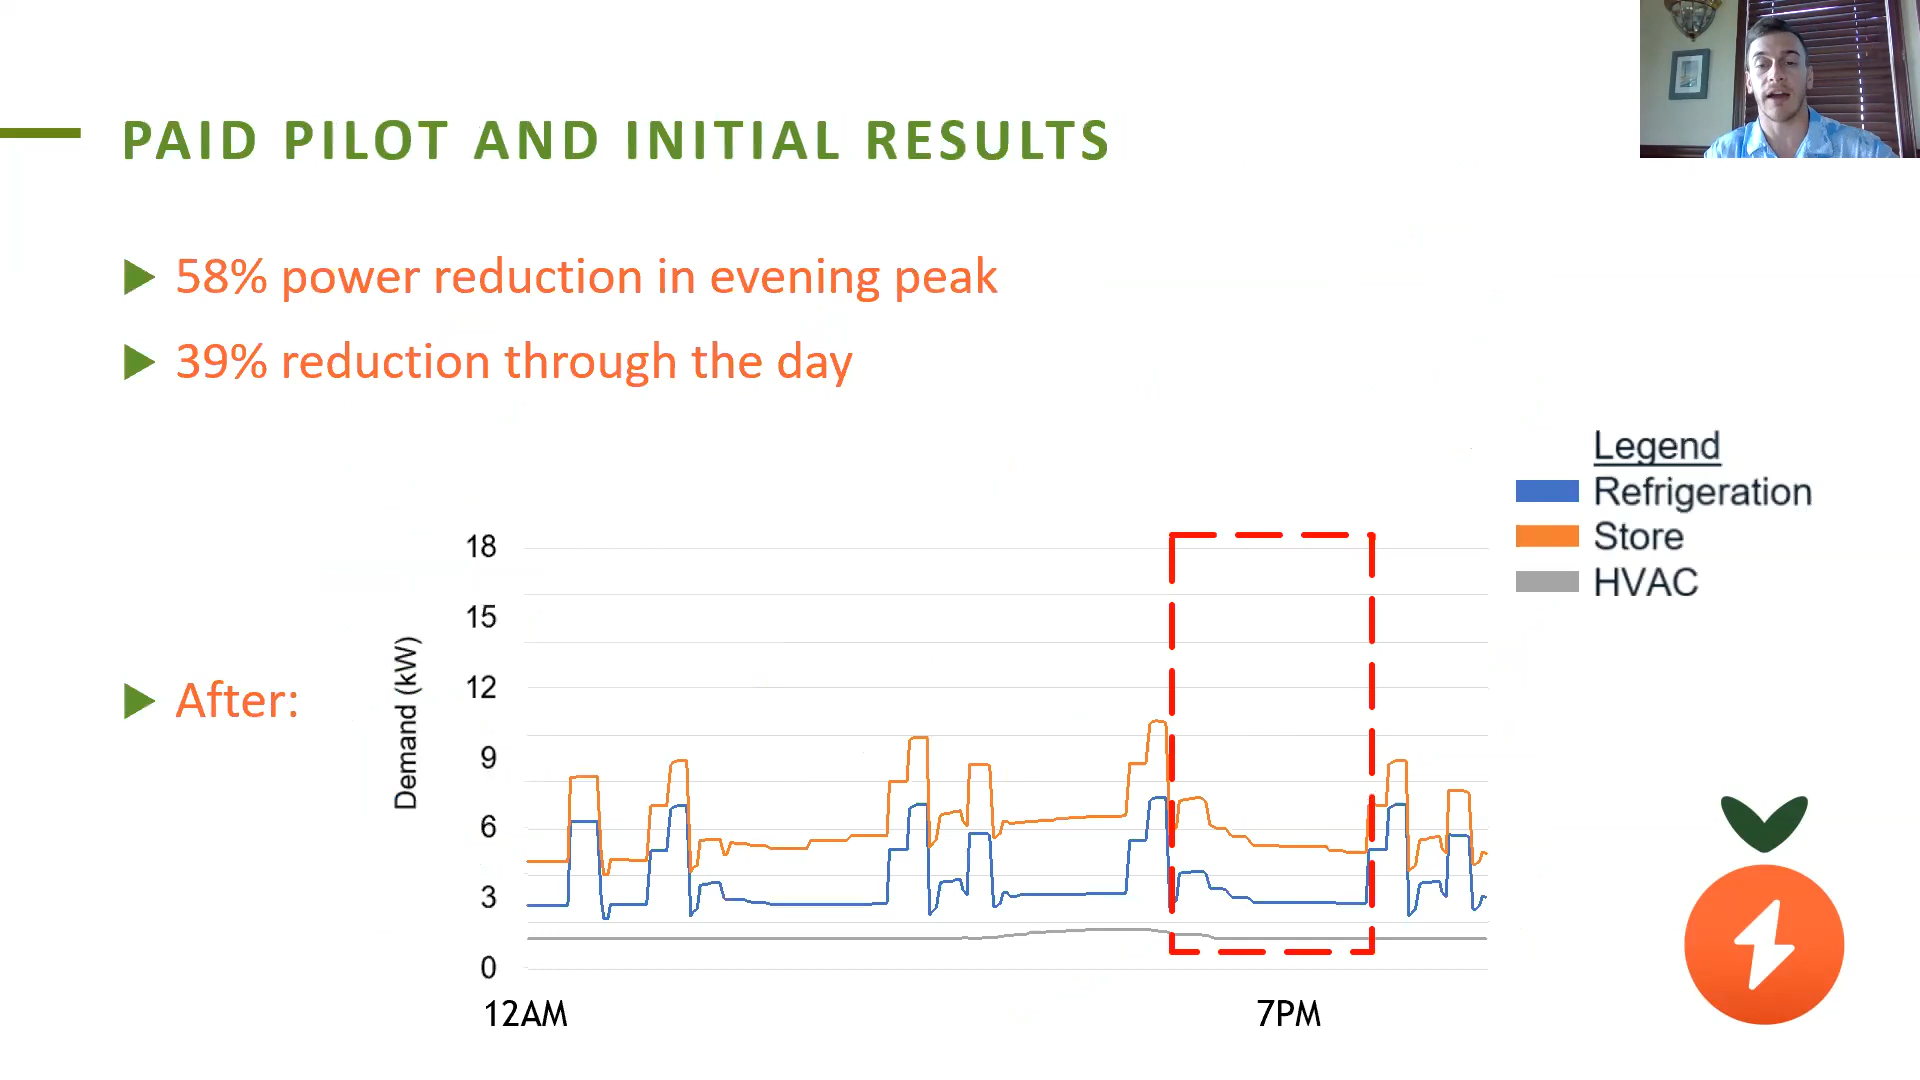 PAID PILOT AND INITIAL RESULTS
58% power reduction in evening peak
39% reduction through the day
After:
Legend
Refrigeration
Store
HVAC
Demand (kW)
18
15
12
9
6
3
0
12AM
7PM